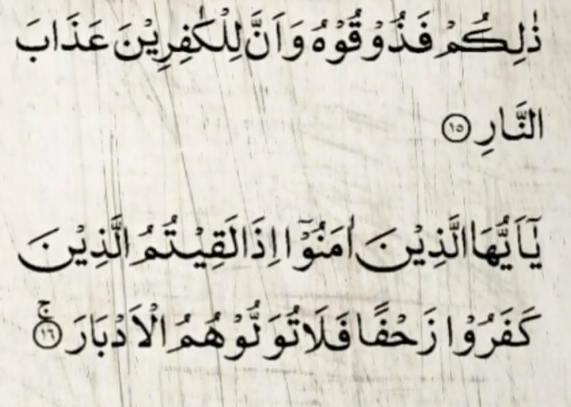 ذٰلِكُمْ فَذُوْقُوْهُ وَاَنَّ لِلْكٰفِرِيْنَ عَذَابَ
النَّارِ ۝١٥
يٰٓاَيُّهَا الَّذِيْنَ اٰمَنُوْٓا اِذَا لَقِيْتُمُ الَّذِيْنَ
كَفَرُوْا زَحْفًا فَلَا تُوَلُّوْهُمُ الْاَدْبَارَ ۚ ۝١٦